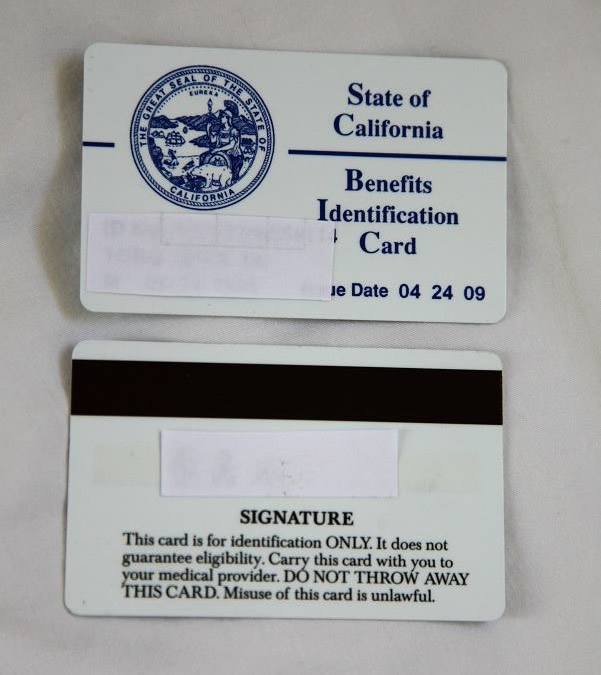 THE GREAT SEAL OF THE STATE OF CALIFORNIA
EUREKA
State of
California
Benefits
Identification
Card
ue Date 04 24 09
SIGNATURE
This card is for identification ONLY. It does not
guarantee eligibility. Carry this card with you to
your medical provider. DO NOT THROW AWAY
THIS CARD. Misuse of this card is unlawful.